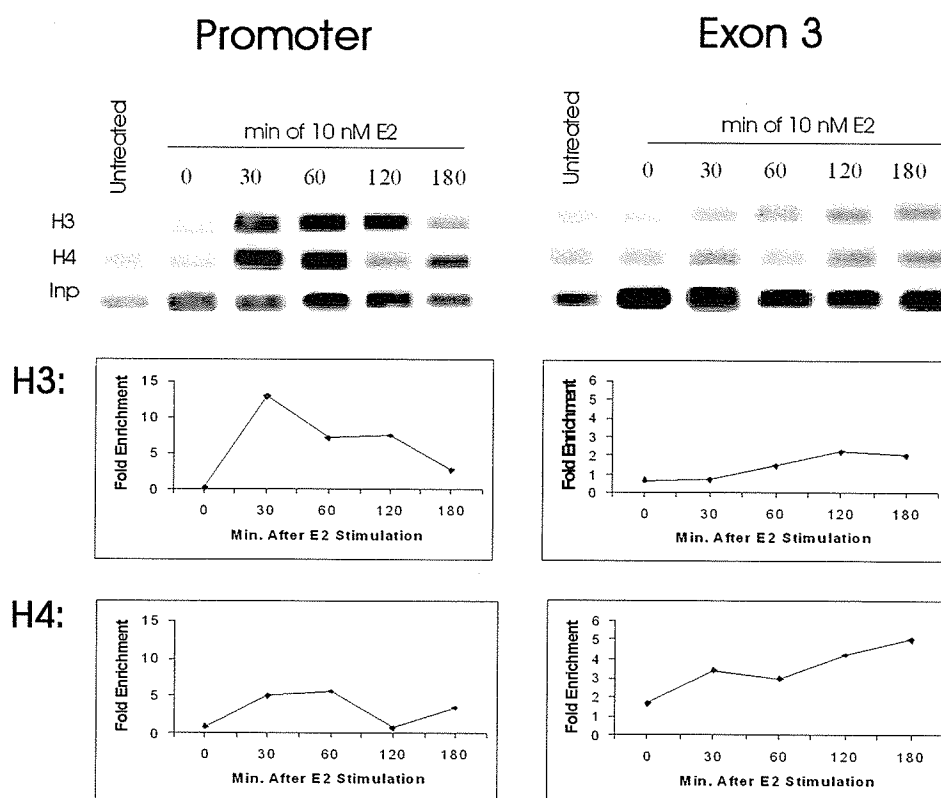 Promoter
Exon 3
Untreated
min of 10 nM E2
0 30 60 120 180
H3
H4
Inp
Untreated
min of 10 nM E2
0 30 60 120 180
H3:
Fold Enrichment
15
10
5
0
0 30 60 120 180
Min. After E2 Stimulation
Fold Enrichment
6
5
4
3
2
1
0
0 30 60 120 180
Min. After E2 Stimulation
H4:
Fold Enrichment
15
10
5
0
0 30 60 120 180
Min. After E2 Stimulation
Fold Enrichment
6
5
4
3
2
1
0
0 30 60 120 180
Min. After E2 Stimulation